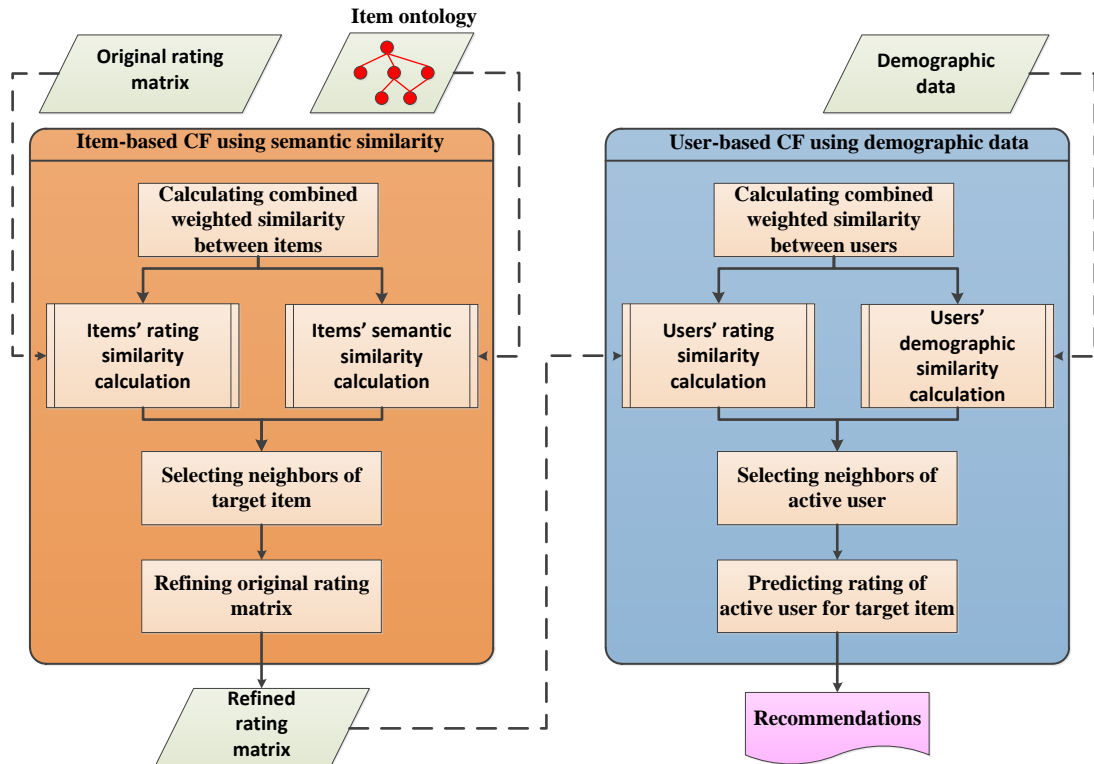 Item ontology
Original rating
matrix
Demographic
data
Item-based CF using semantic similarity
Calculating combined
weighted similarity
between items
Items' rating
similarity
calculation
Items' semantic
similarity
calculation
Selecting neighbors of
target item
Refining original rating
matrix
Refined
rating
matrix
User-based CF using demographic data
Calculating combined
weighted similarity
between users
Users' rating
similarity
calculation
Users'
demographic
similarity
calculation
Selecting neighbors of
active user
Predicting rating of
active user for target item
Recommendations